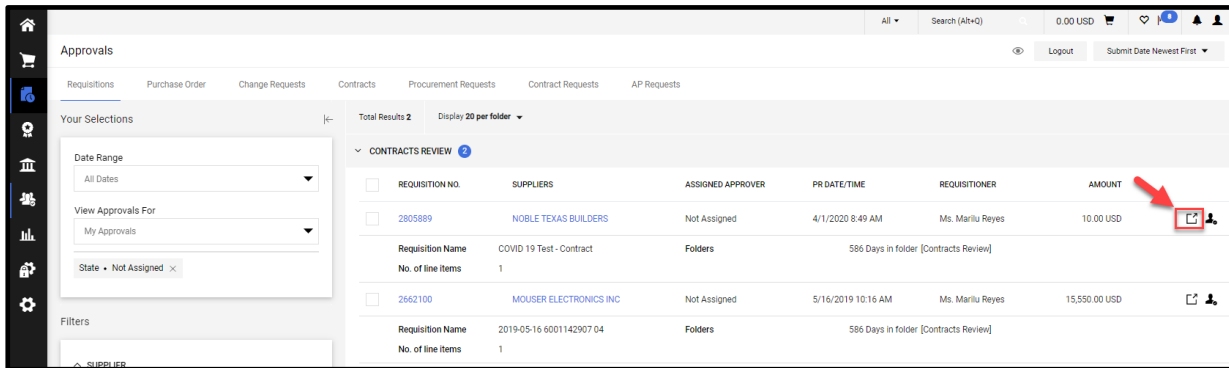 All Search (Alt+Q) 0.00 USD
Approvals Logout Submit Date Newest First
Requisitions Purchase Order Change Requests Contracts Procurement Requests Contract Requests AP Requests
Your Selections
Total Results 2 Display 20 per folder
Date Range
All Dates
View Approvals For
My Approvals
State • Not Assigned ×
Filters
SUPPLIER
CONTRACTS REVIEW 2
REQUISITION NO. SUPPLIERS ASSIGNED APPROVER PR DATE/TIME REQUISITIONER AMOUNT
2805889 NOBLE TEXAS BUILDERS Not Assigned 4/1/2020 8:49 AM Ms. Marilu Reyes 10.00 USD
Requisition Name COVID 19 Test - Contract Folders 586 Days in folder [Contracts Review]
No. of line items 1
2662100 MOUSER ELECTRONICS INC Not Assigned 5/16/2019 10:16 AM Ms. Marilu Reyes 15,550.00 USD
Requisition Name 2019-05-16 6001142907 04 Folders 586 Days in folder [Contracts Review]
No. of line items 1